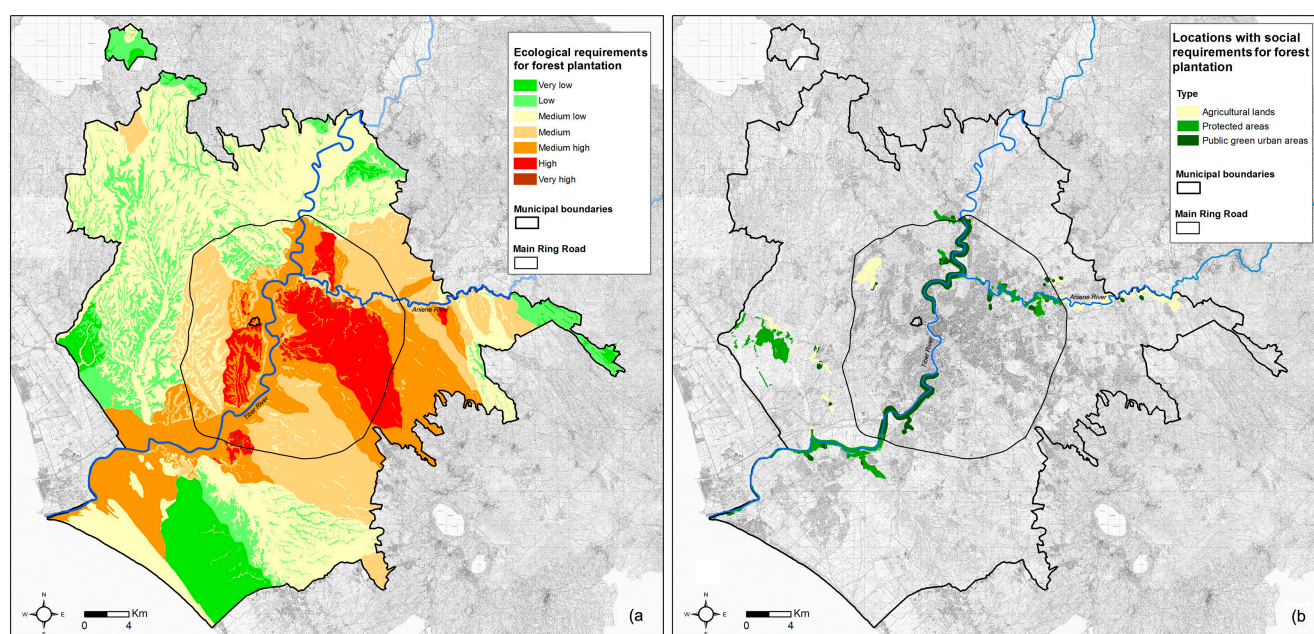 Ecological requirements
for forest plantation
Very low
Low
Medium low
Medium
Medium high
High
Very high
Municipal boundaries
Main Ring Road
Aniene River
Tiber River
N
W E
S
Km
0 4
(a
Locations with social
requirements for forest
plantation
Type
Agricultural lands
Protected areas
Public green urban areas
Municipal boundaries
Main Ring Road
Aniene River
Tiber River
N
W E
S
Km
0 4
(b